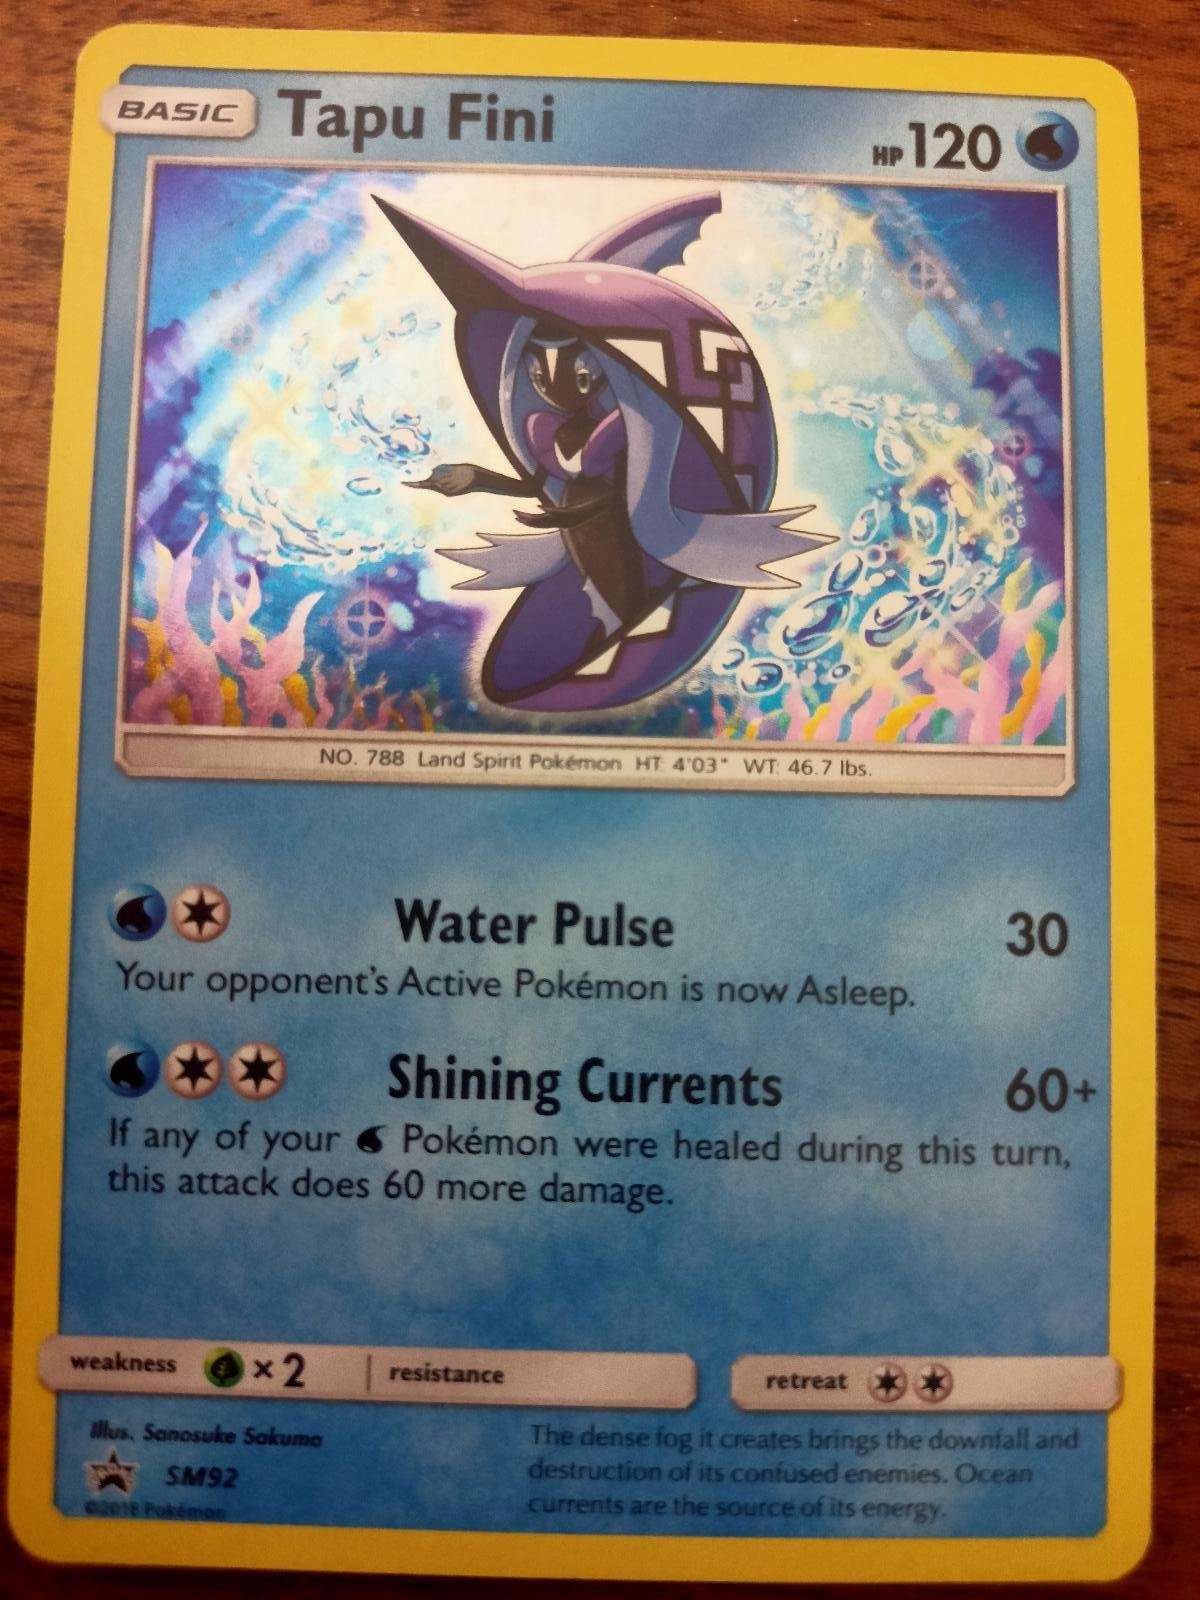 BASIC Tapu Fini HP 120
NO. 788 Land Spirit Pokémon HT: 4'03" WT: 46.7 lbs.
Water Pulse 30
Your opponent's Active Pokémon is now Asleep.
Shining Currents 60+
If any of your Pokémon were healed during this turn,
this attack does 60 more damage.
weakness ×2 resistance retreat
Illus. Sanosuke Sakuma
SM92
©2018 Pokémon
The dense fog it creates brings the downfall and
destruction of its confused enemies. Ocean
currents are the source of its energy.